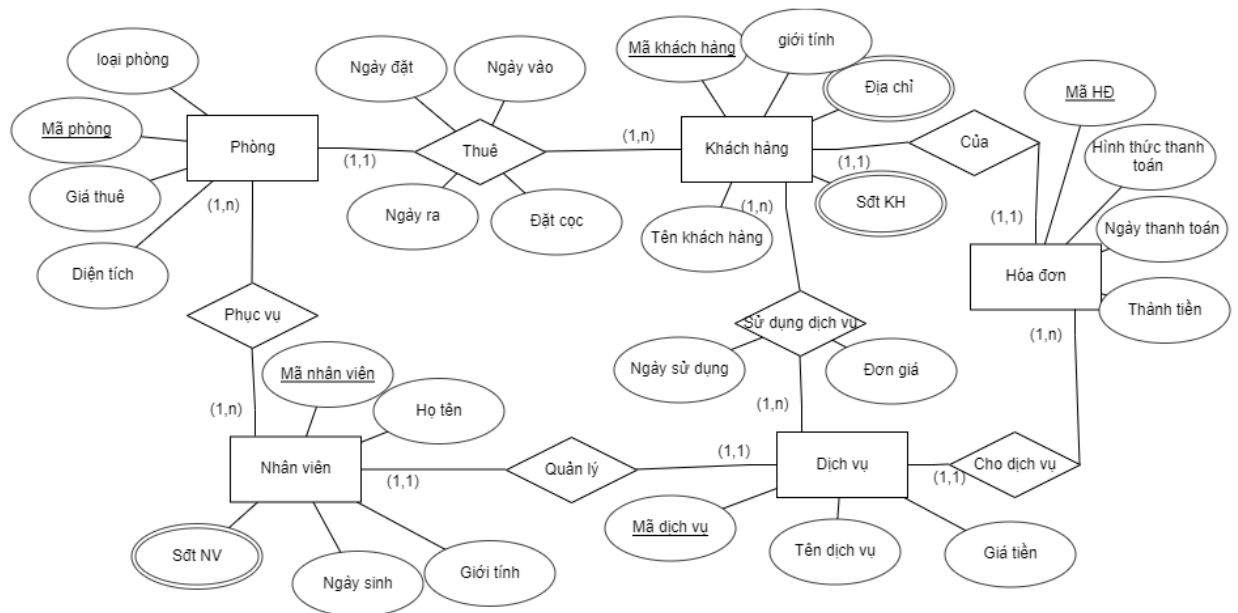 loại phòng
Ngày đặt
Ngày vào
Mã khách hàng
giới tính
Địa chỉ
Mã HĐ
Mã phòng
Phòng
(1,1)
Thuê
(1,n)
Khách hàng
(1,1)
Của
Hình thức thanh
toán
Giá thuê
(1,n)
Ngày ra
Đặt cọc
Tên khách hàng
(1,n)
Sđt KH
(1,1)
Ngày thanh toán
Diện tích
Hóa đơn
Thành tiền
Phục vụ
Sử dụng dịch vụ
(1,n)
Ngày sử dụng
Đơn giá
Mã nhân viên
Họ tên
(1,n)
(1,n)
Nhân viên
(1,1)
Quản lý
(1,1)
Dịch vụ
(1,1)
Cho dịch vụ
Mã dịch vụ
Tên dịch vụ
Giá tiền
Sđt NV
Ngày sinh
Giới tính